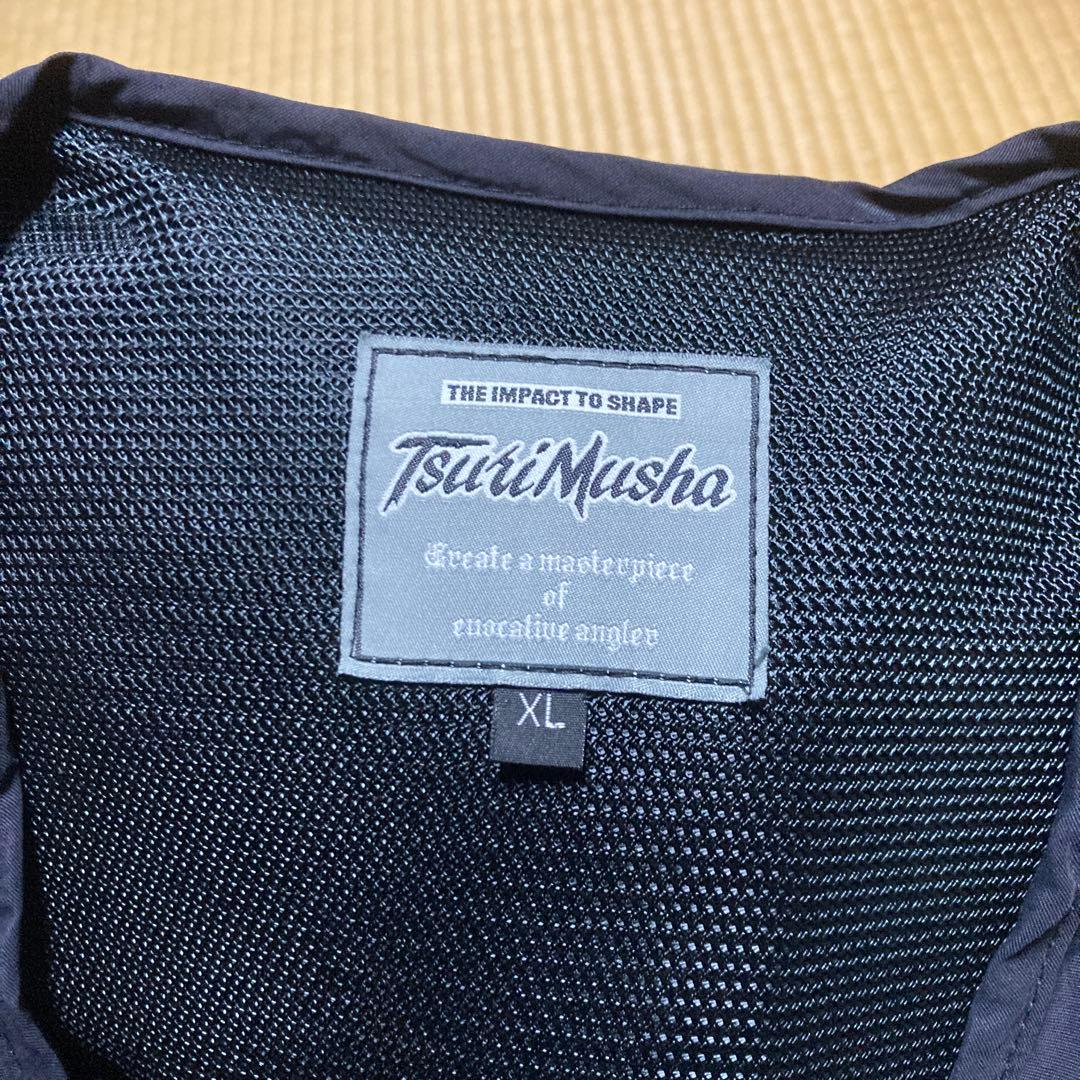 THE IMPACT TO SHAPE
TsuriMusha
Create a masterpiece
of
evocative angler
XL